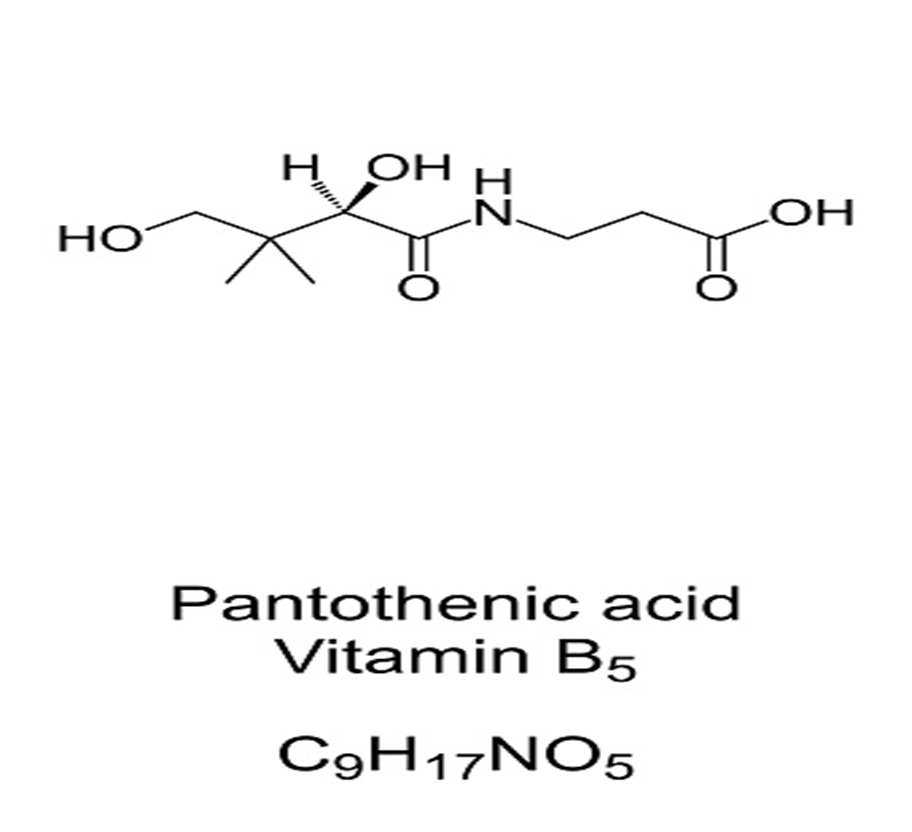 H OH H
HO N OH
O O
Pantothenic acid
Vitamin B₅
C₉H₁₇NO₅